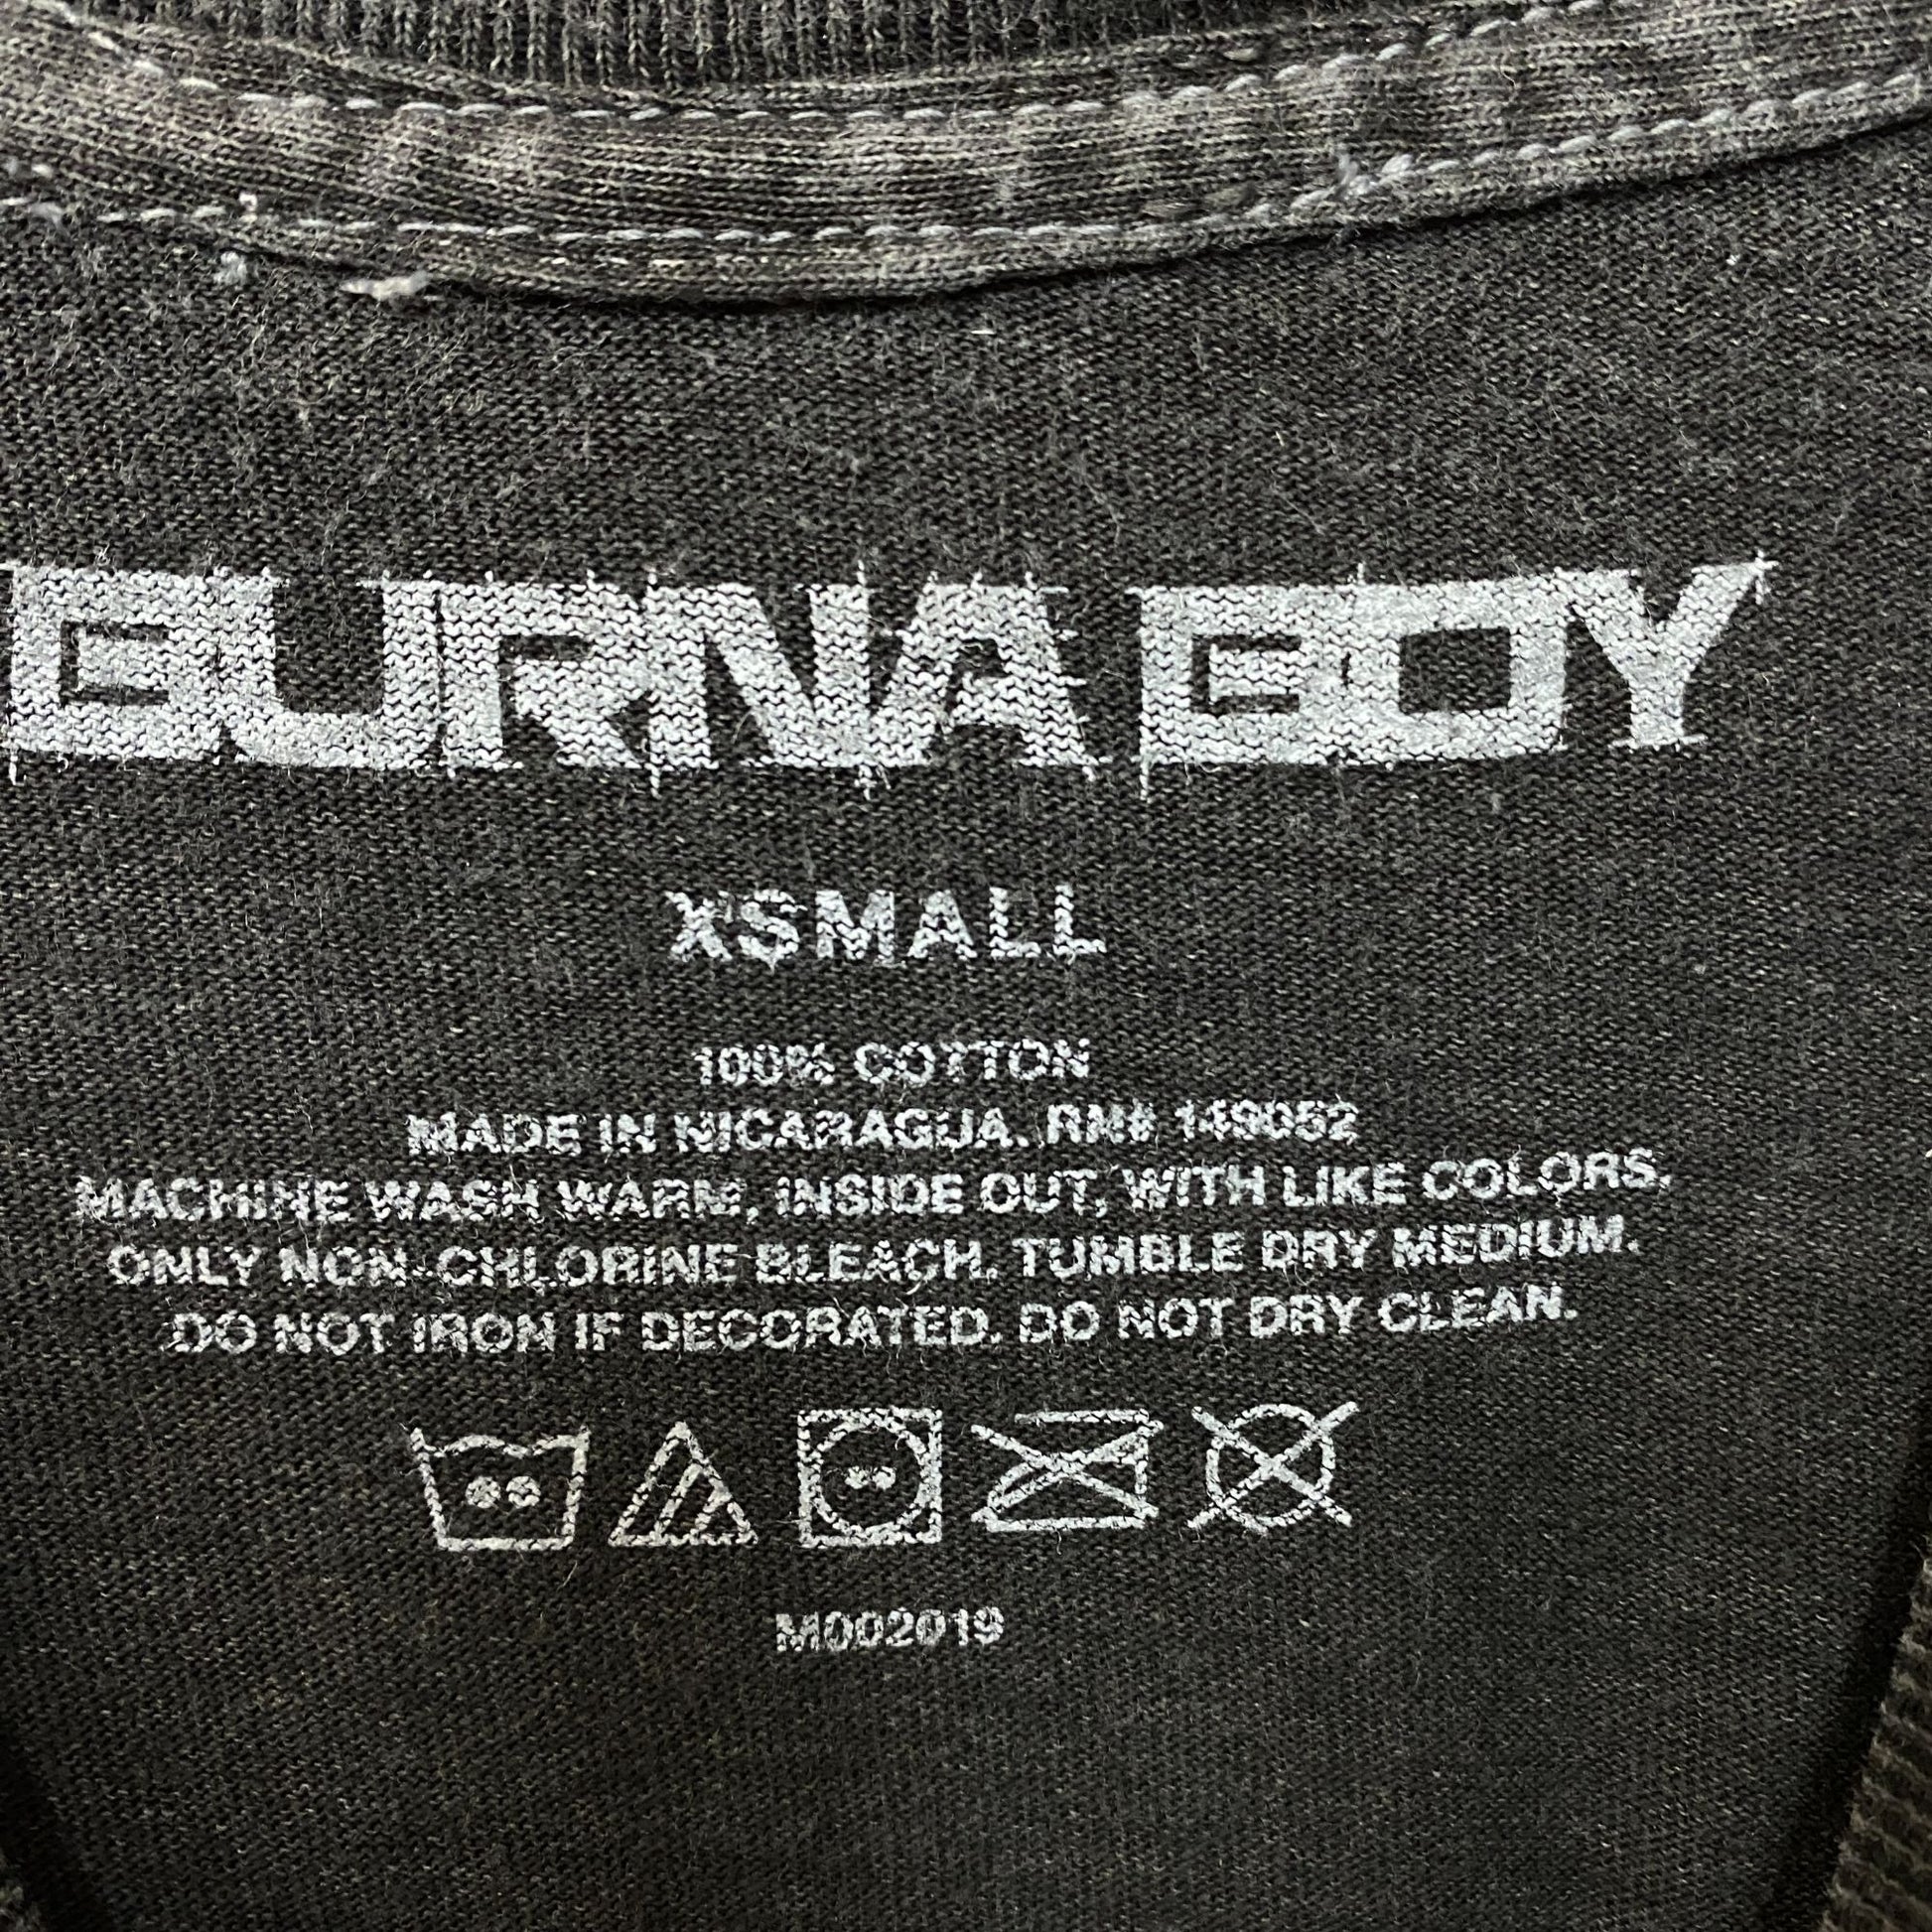 BURNA BOY
XSMALL
100% COTTON
MADE IN NICARAGUA. RN# 149052
MACHINE WASH WARM, INSIDE OUT, WITH LIKE COLORS.
ONLY NON-CHLORINE BLEACH. TUMBLE DRY MEDIUM.
DO NOT IRON IF DECORATED. DO NOT DRY CLEAN.
M002019